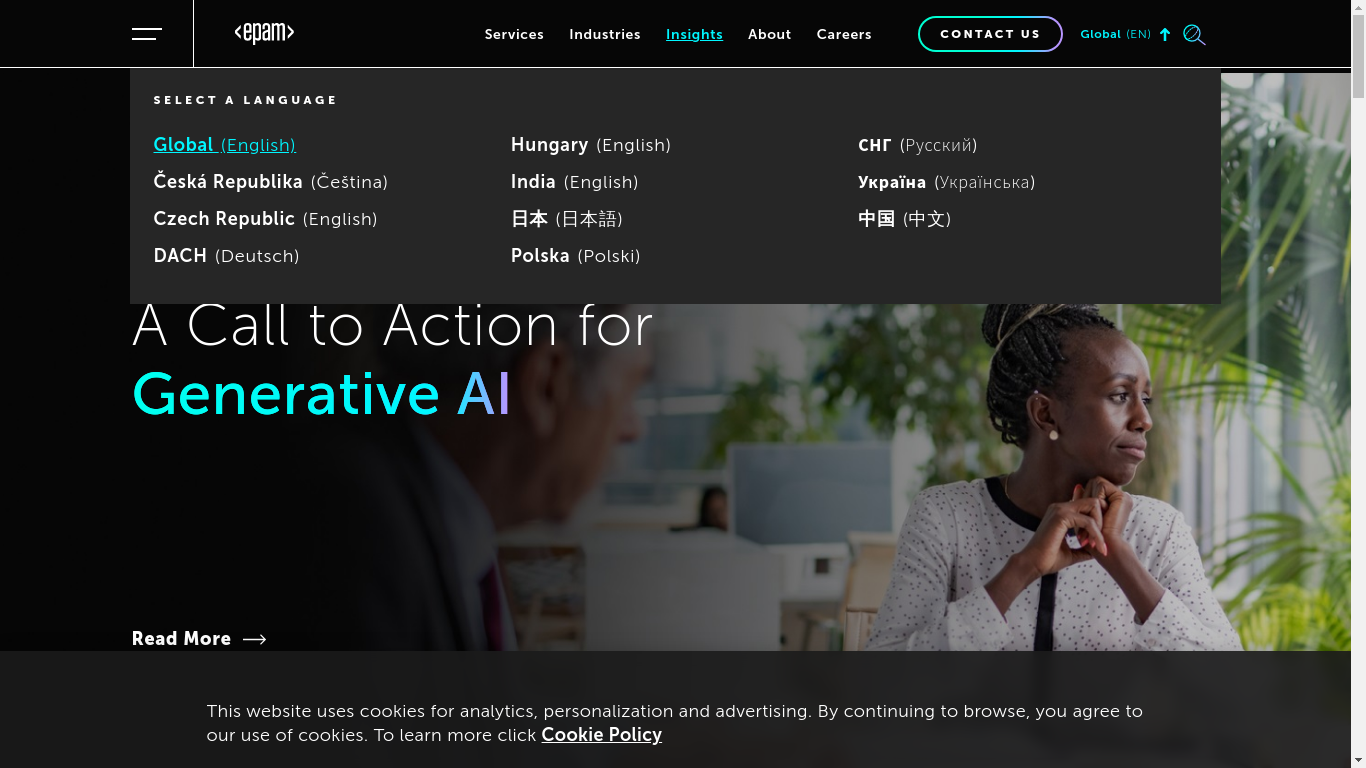 <epam>
Services Industries Insights About Careers CONTACT US Global (EN)
SELECT A LANGUAGE
Global (English)
Česká Republika (Čeština)
Czech Republic (English)
DACH (Deutsch)
Hungary (English)
India (English)
日本 (日本語)
Polska (Polski)
СНГ (Русский)
Україна (Українська)
中国 (中文)
A Call to Action for
Generative AI
Read More
This website uses cookies for analytics, personalization and advertising. By continuing to browse, you agree to
our use of cookies. To learn more click Cookie Policy